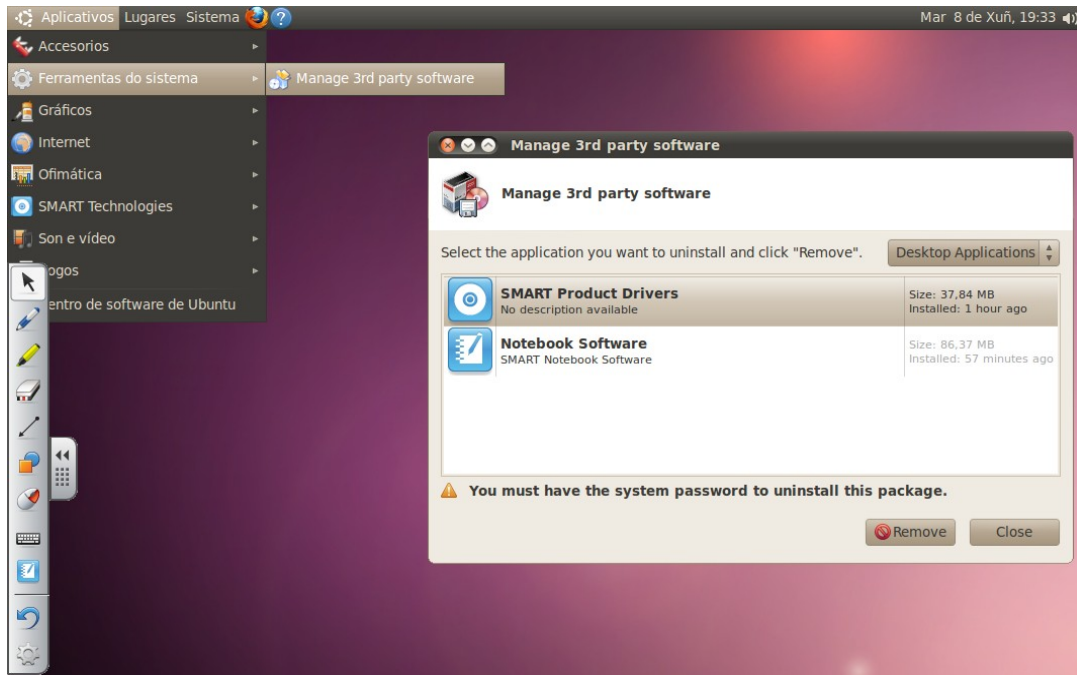 Aplicativos Lugares Sistema
Mar 8 de Xuñ, 19:33
Accesorios
Ferramentas do sistema
Manage 3rd party software
Gráficos
Internet
Ofimática
SMART Technologies
Son e vídeo
ogos
entro de software de Ubuntu
Manage 3rd party software
Manage 3rd party software
Select the application you want to uninstall and click "Remove".
Desktop Applications
SMART Product Drivers
No description available
Size: 37,84 MB
Installed: 1 hour ago
Notebook Software
SMART Notebook Software
Size: 86,37 MB
Installed: 57 minutes ago
You must have the system password to uninstall this package.
Remove
Close